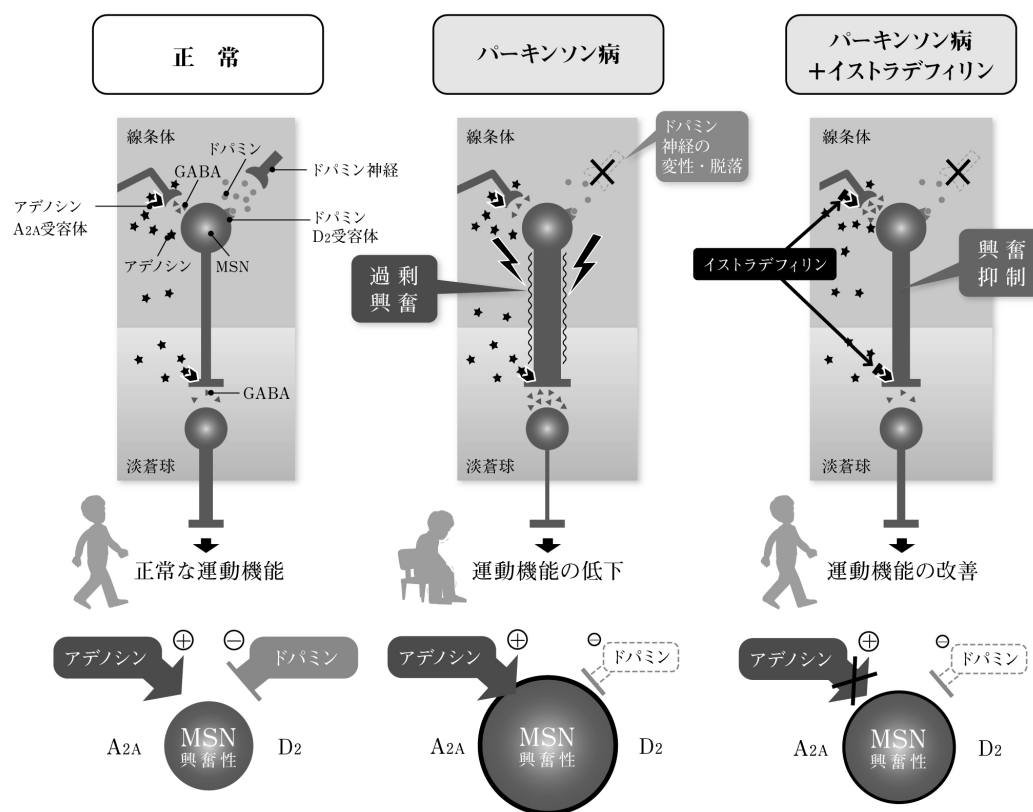 正 常
線条体
ドパミン
GABA
ドパミン神経
アデノシン
A2A受容体
ドパミン
D2受容体
アデノシン
MSN
GABA
淡蒼球
正常な運動機能
アデノシン
+
−
ドパミン
A2A
MSN
興奮性
D2
パーキンソン病
線条体
ドパミン
神経の
変性・脱落
過剰
興奮
淡蒼球
運動機能の低下
アデノシン
+
−
ドパミン
A2A
MSN
興奮性
D2
パーキンソン病
+イストラデフィリン
線条体
イストラデフィリン
興奮
抑制
淡蒼球
運動機能の改善
アデノシン
+
−
ドパミン
A2A
MSN
興奮性
D2